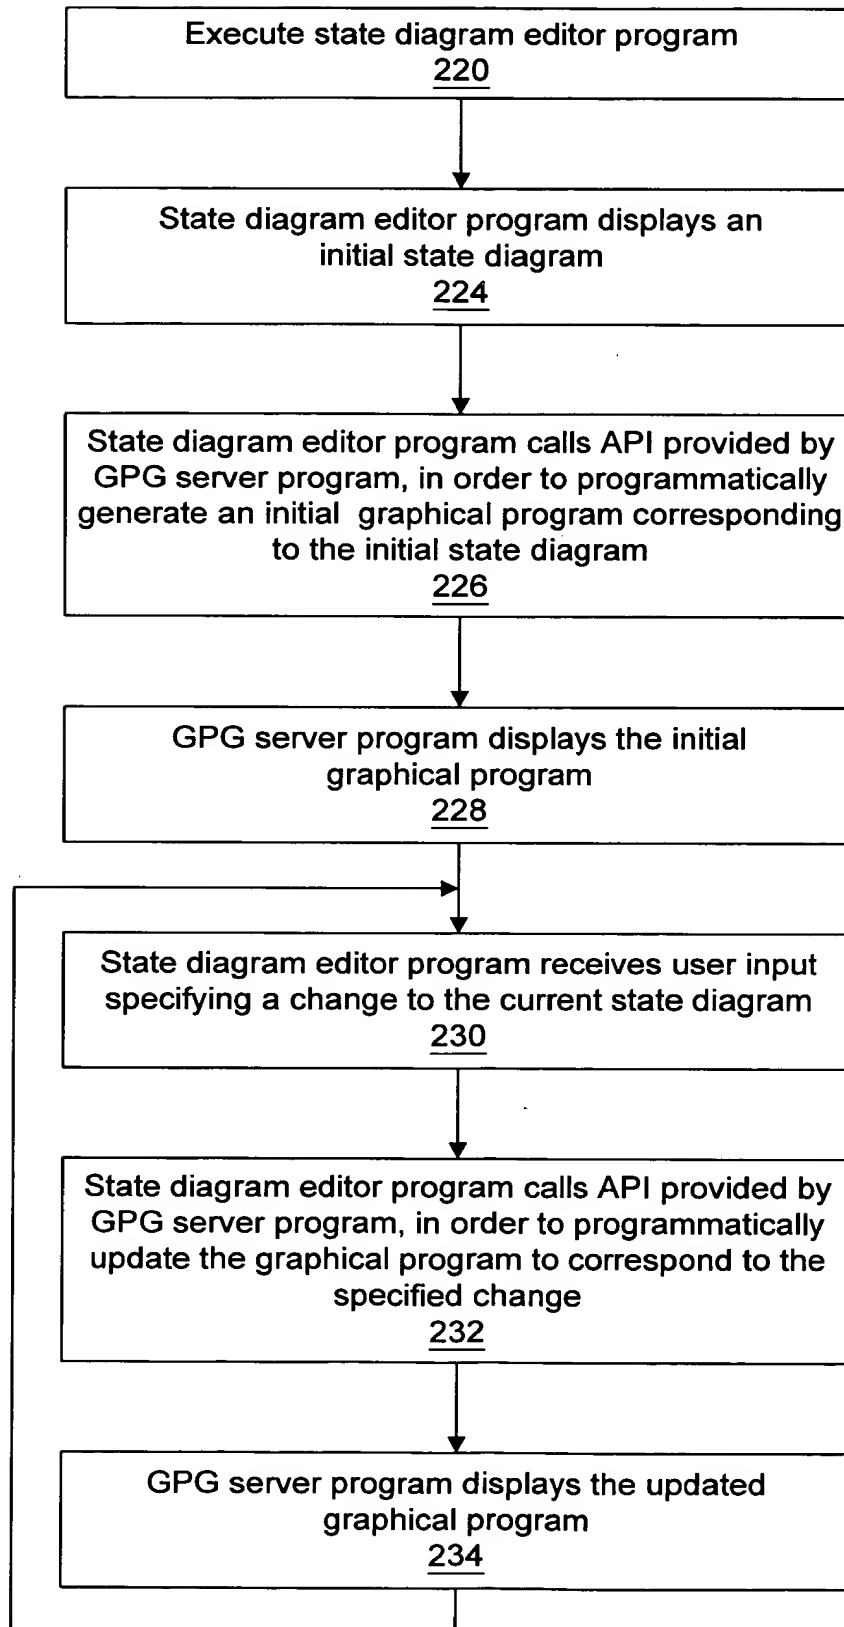 Execute state diagram editor program
220
State diagram editor program displays an
initial state diagram
224
State diagram editor program calls API provided by
GPG server program, in order to programmatically
generate an initial graphical program corresponding
to the initial state diagram
226
GPG server program displays the initial
graphical program
228
State diagram editor program receives user input
specifying a change to the current state diagram
230
State diagram editor program calls API provided by
GPG server program, in order to programmatically
update the graphical program to correspond to the
specified change
232
GPG server program displays the updated
graphical program
234